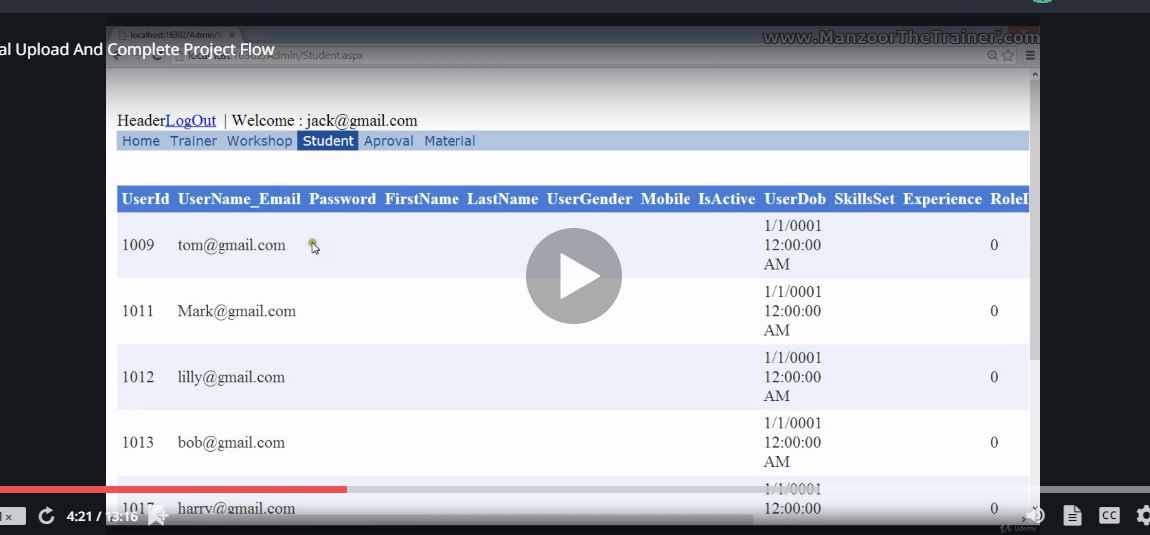 localhost:16302/Admin/S
www.ManzoorTheTrainer.com
al Upload And Complete Project Flow
localhost:16302/Admin/Student.aspx
HeaderLogOut | Welcome : jack@gmail.com
Home Trainer Workshop Student Aproval Material
UserId UserName_Email Password FirstName LastName UserGender Mobile IsActive UserDob SkillsSet Experience RoleI
1009 tom@gmail.com 1/1/0001 12:00:00 AM 0
1011 Mark@gmail.com 1/1/0001 12:00:00 AM 0
1012 lilly@gmail.com 1/1/0001 12:00:00 AM 0
1013 bob@gmail.com 1/1/0001 12:00:00 AM 0
1017 harry@gmail.com 1/1/0001 12:00:00 0
1x 4:21 / 13:16 CC
Udemy